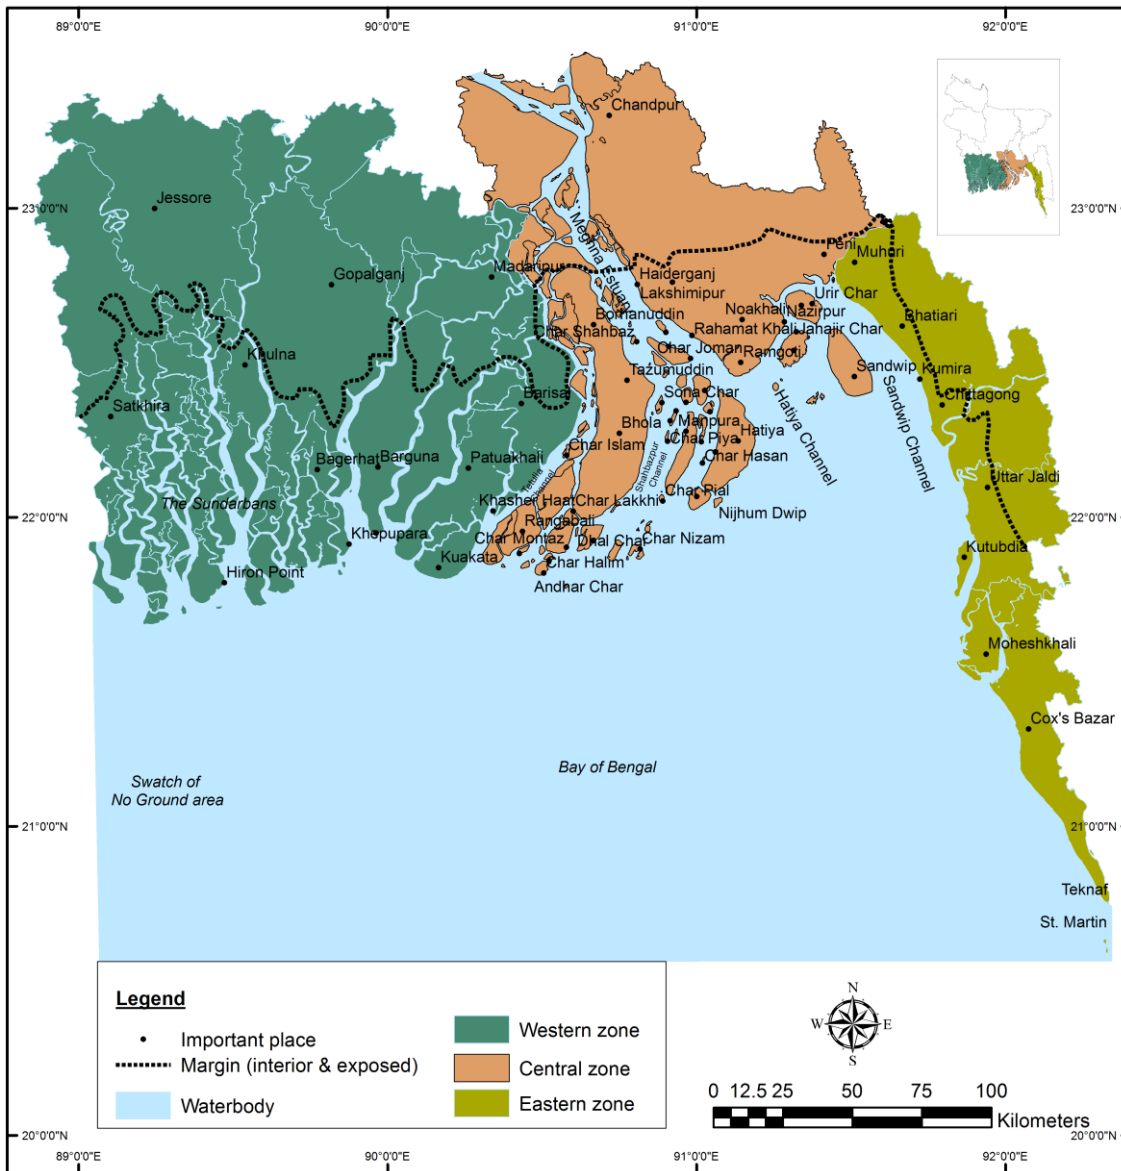 89°0'0"E
90°0'0"E
91°0'0"E
92°0'0"E
Chandpur
Jessore
23°0'0"N
23°0'0"N
Meghna Estuary
Feni
Muhuri
Gopalganj
Madaripur
Haiderganj
Lakshimipur
Urir Char
Noakhali
Nazirpur
Borhanuddin
Bhatiari
Char Shahbaz
Rahamat Khali
Jahajir Char
Char Joman
Ramgoti
Khulna
Tazumuddin
Sandwip
Kumira
Satkhira
Barisal
Sona Char
Hatiya Channel
Sandwip Channel
Chittagong
Bhola
Manpura
Char Piya
Hatiya
Char Islam
Bagerhat
Barguna
Patuakhali
Tetulia Channel
Shahbazpur Channel
Char Hasan
The Sundarbans
Uttar Jaldi
Khasher Haat
Char Lakkhi
Char Pial
Nijhum Dwip
22°0'0"N
22°0'0"N
Rangabali
Khepupara
Char Montaz
Dhal Char
Char Nizam
Kutubdia
Kuakata
Char Halim
Hiron Point
Andhar Char
Moheshkhali
Cox's Bazar
Bay of Bengal
Swatch of
No Ground area
21°0'0"N
21°0'0"N
Teknaf
St. Martin
Legend
Important place
Margin (interior & exposed)
Waterbody
Western zone
Central zone
Eastern zone
N
W
E
S
0 12.5 25 50 75 100
Kilometers
20°0'0"N
20°0'0"N
89°0'0"E
90°0'0"E
91°0'0"E
92°0'0"E